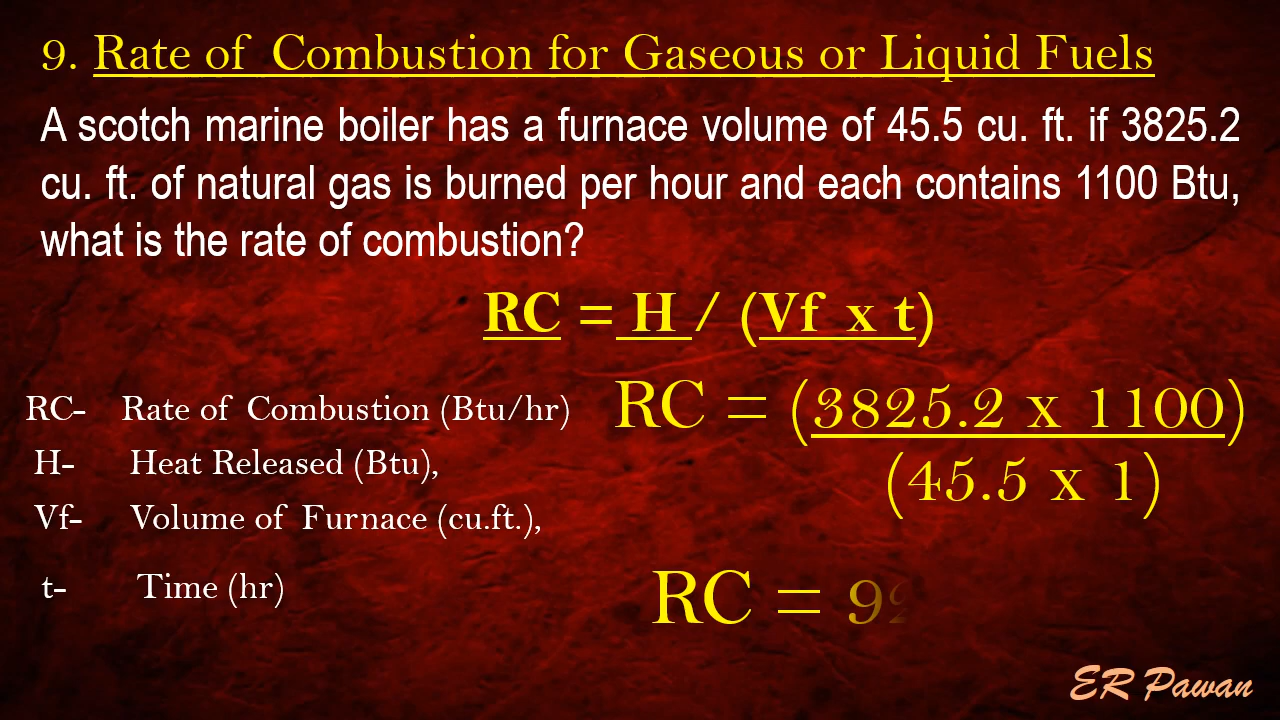 9. Rate of Combustion for Gaseous or Liquid Fuels
A scotch marine boiler has a furnace volume of 45.5 cu. ft. if 3825.2
cu. ft. of natural gas is burned per hour and each contains 1100 Btu,
what is the rate of combustion?
RC = H / (Vf x t)
RC- Rate of Combustion (Btu/hr)
H- Heat Released (Btu),
Vf- Volume of Furnace (cu.ft.),
t- Time (hr)
RC = (3825.2 x 1100)
(45.5 x 1)
RC = 9
ER Pawan